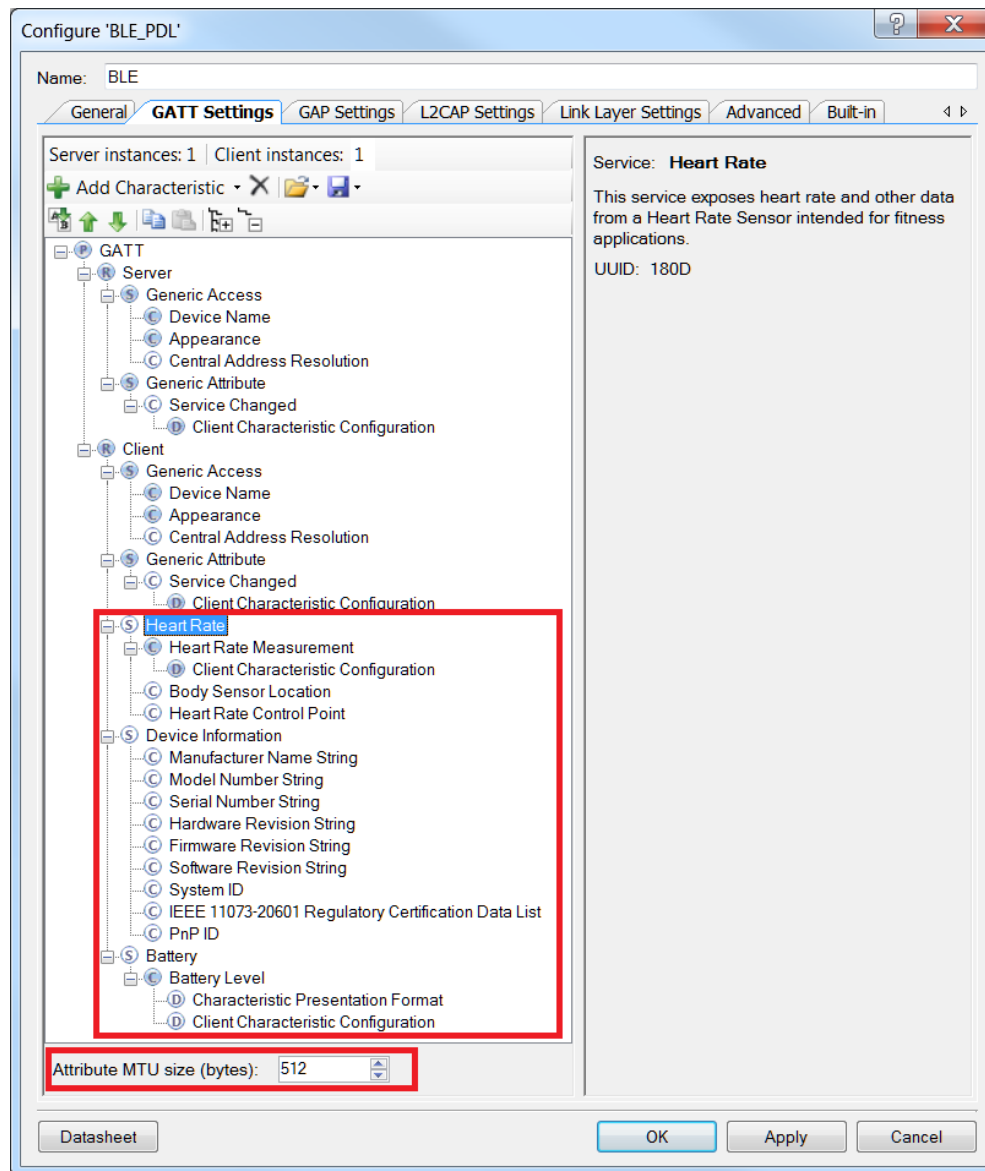 Configure 'BLE_PDL'
Name: BLE
General GATT Settings GAP Settings L2CAP Settings Link Layer Settings Advanced Built-in
Server instances: 1 Client instances: 1
Add Characteristic
GATT
Server
Generic Access
Device Name
Appearance
Central Address Resolution
Generic Attribute
Service Changed
Client Characteristic Configuration
Client
Generic Access
Device Name
Appearance
Central Address Resolution
Generic Attribute
Service Changed
Client Characteristic Configuration
Heart Rate
Heart Rate Measurement
Client Characteristic Configuration
Body Sensor Location
Heart Rate Control Point
Device Information
Manufacturer Name String
Model Number String
Serial Number String
Hardware Revision String
Firmware Revision String
Software Revision String
System ID
IEEE 11073-20601 Regulatory Certification Data List
PnP ID
Battery
Battery Level
Characteristic Presentation Format
Client Characteristic Configuration
Attribute MTU size (bytes): 512
Service: Heart Rate
This service exposes heart rate and other data
from a Heart Rate Sensor intended for fitness
applications.
UUID: 180D
Datasheet OK Apply Cancel